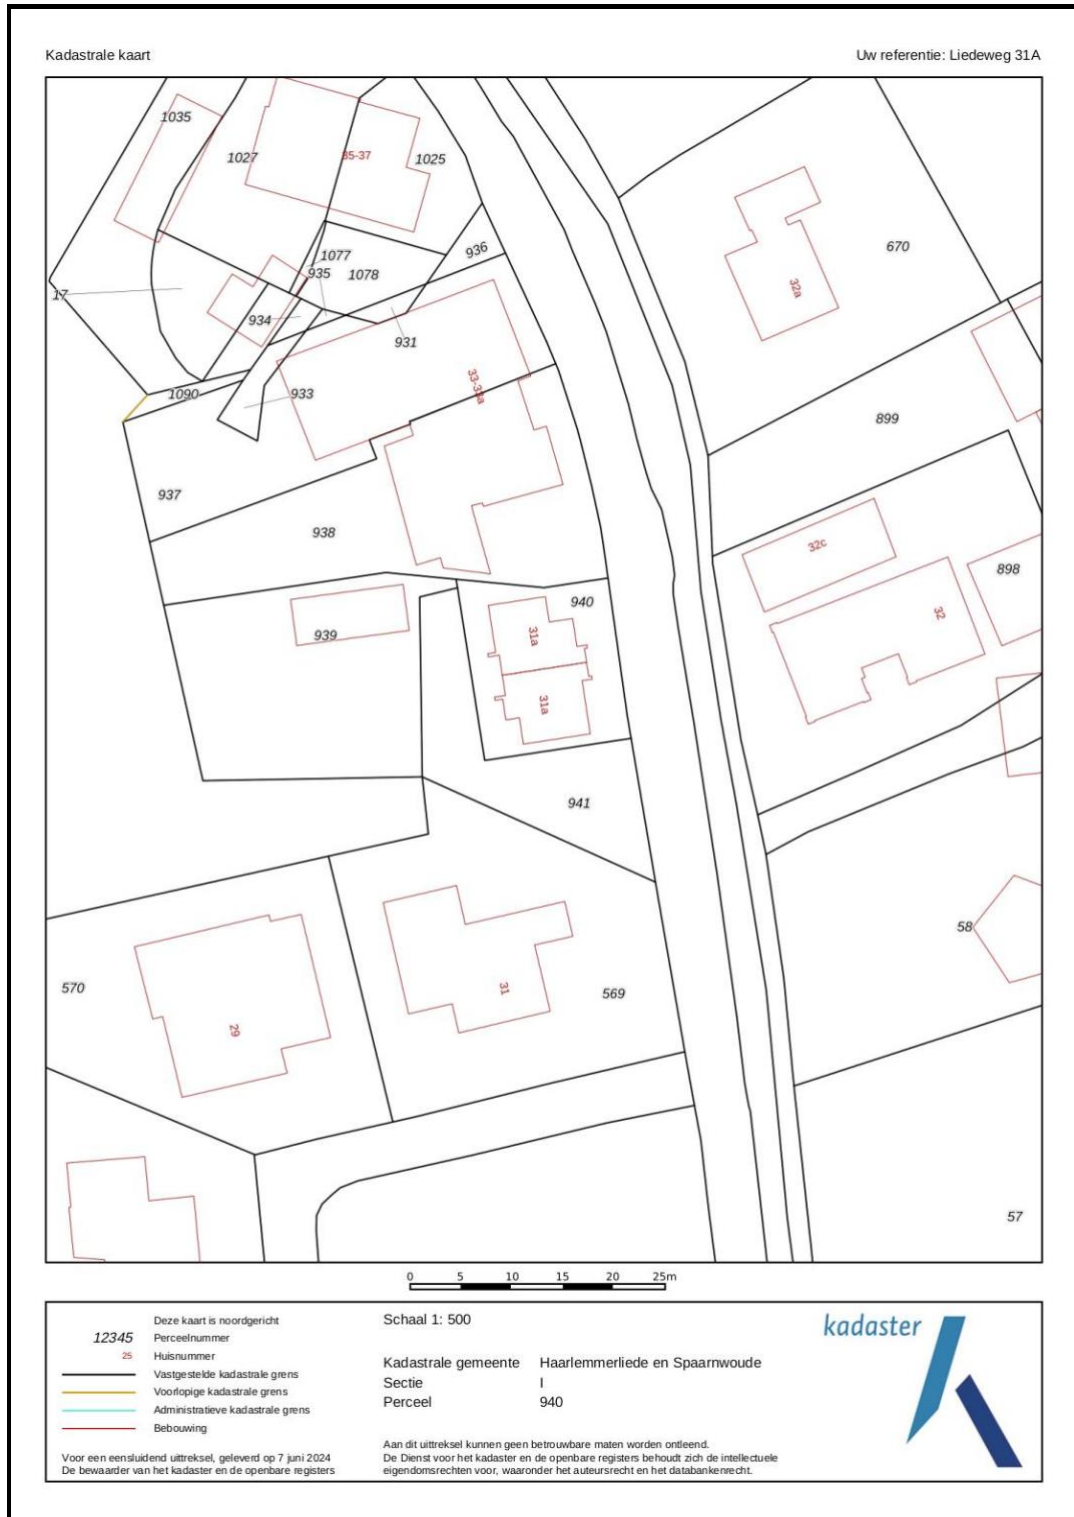 Kadastrale kaart
Uw referentie: Liedeweg 31A
1035
1027
35-37
1025
1077
935
1078
936
17
934
931
1090
933
33-33a
937
938
939
940
31a
31a
941
670
32a
899
32c
898
32
570
29
31
569
58
57
0 5 10 15 20 25m
Deze kaart is noordgericht
12345 Perceelnummer
25 Huisnummer
Vastgestelde kadastrale grens
Voorlopige kadastrale grens
Administratieve kadastrale grens
Bebouwing
Voor een eensluidend uittreksel, geleverd op 7 juni 2024
De bewaarder van het kadaster en de openbare registers
Schaal 1: 500
Kadastrale gemeente Haarlemmerliede en Spaarnwoude
Sectie I
Perceel 940
Aan dit uittreksel kunnen geen betrouwbare maten worden ontleend.
De Dienst voor het kadaster en de openbare registers behoudt zich de intellectuele
eigendomsrechten voor, waaronder het auteursrecht en het databankenrecht.
kadaster